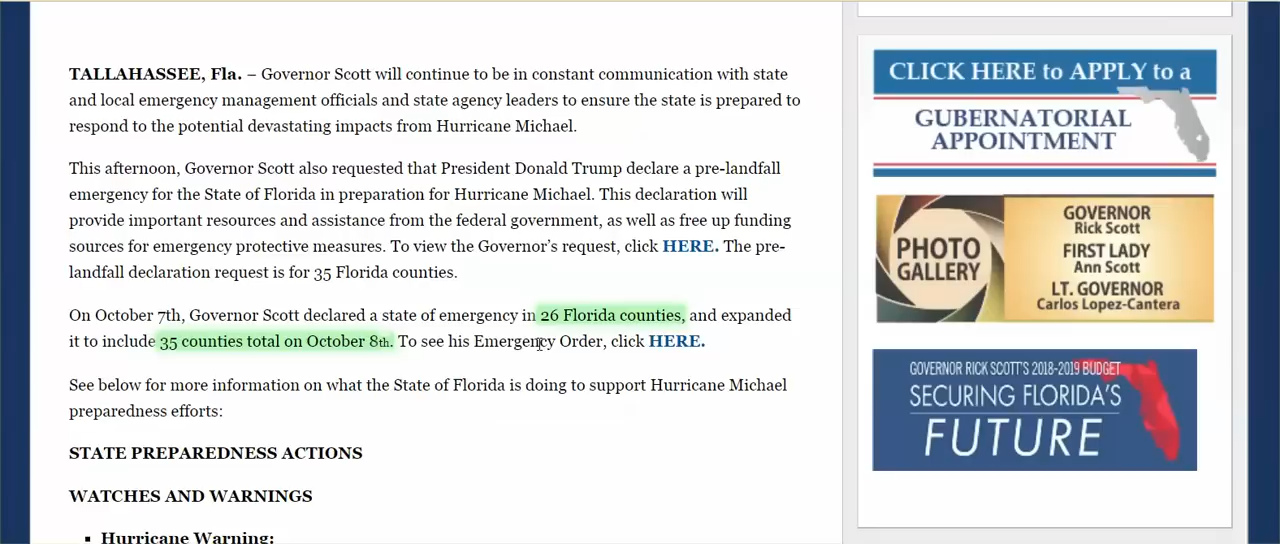 TALLAHASSEE, Fla. – Governor Scott will continue to be in constant communication with state
and local emergency management officials and state agency leaders to ensure the state is prepared to
respond to the potential devastating impacts from Hurricane Michael.
This afternoon, Governor Scott also requested that President Donald Trump declare a pre-landfall
emergency for the State of Florida in preparation for Hurricane Michael. This declaration will
provide important resources and assistance from the federal government, as well as free up funding
sources for emergency protective measures. To view the Governor’s request, click HERE. The pre-
landfall declaration request is for 35 Florida counties.
On October 7th, Governor Scott declared a state of emergency in 26 Florida counties, and expanded
it to include 35 counties total on October 8th. To see his Emergency Order, click HERE.
See below for more information on what the State of Florida is doing to support Hurricane Michael
preparedness efforts:
STATE PREPAREDNESS ACTIONS
WATCHES AND WARNINGS
▪ Hurricane Warning:
CLICK HERE to APPLY to a
GUBERNATORIAL
APPOINTMENT
PHOTO
GALLERY
GOVERNOR
Rick Scott
FIRST LADY
Ann Scott
LT. GOVERNOR
Carlos Lopez-Cantera
GOVERNOR RICK SCOTT'S 2018-2019 BUDGET
SECURING FLORIDA'S
FUTURE